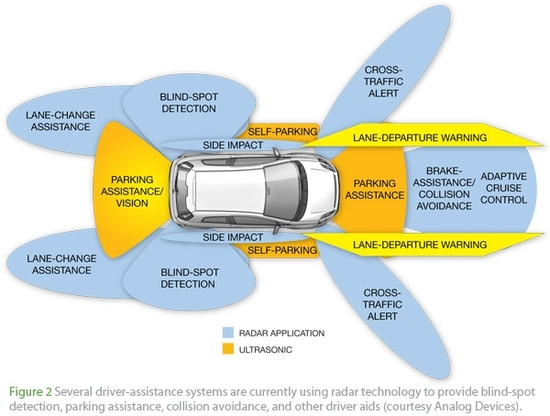 CROSS-
TRAFFIC
ALERT
BLIND-SPOT
DETECTION
LANE-CHANGE
ASSISTANCE
SELF-PARKING
LANE-DEPARTURE WARNING
SIDE IMPACT
PARKING
ASSISTANCE/
VISION
PARKING
ASSISTANCE
BRAKE-
ASSISTANCE/
COLLISION
AVOIDANCE
ADAPTIVE
CRUISE
CONTROL
SIDE IMPACT
SELF-PARKING
LANE-DEPARTURE WARNING
LANE-CHANGE
ASSISTANCE
BLIND-SPOT
DETECTION
CROSS-
TRAFFIC
ALERT
RADAR APPLICATION
ULTRASONIC
Figure 2 Several driver-assistance systems are currently using radar technology to provide blind-spot
detection, parking assistance, collision avoidance, and other driver aids (courtesy Analog Devices).